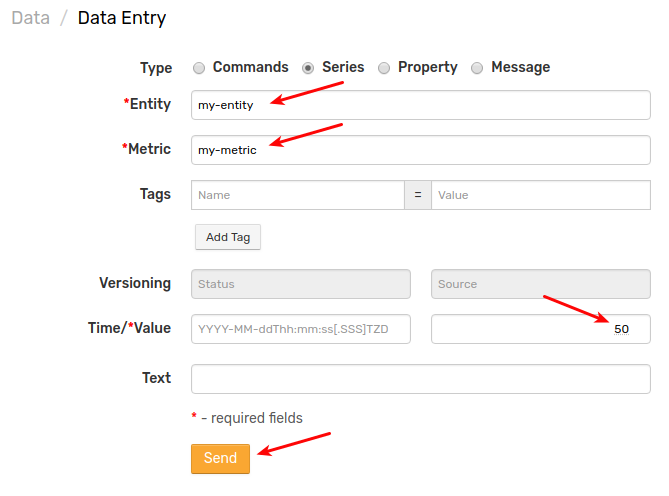 Data / Data Entry
Type Commands Series Property Message
*Entity my-entity
*Metric my-metric
Tags Name = Value
Add Tag
Versioning Status Source
Time/*Value YYYY-MM-ddThh:mm:ss[.SSS]TZD 50
Text
* - required fields
Send